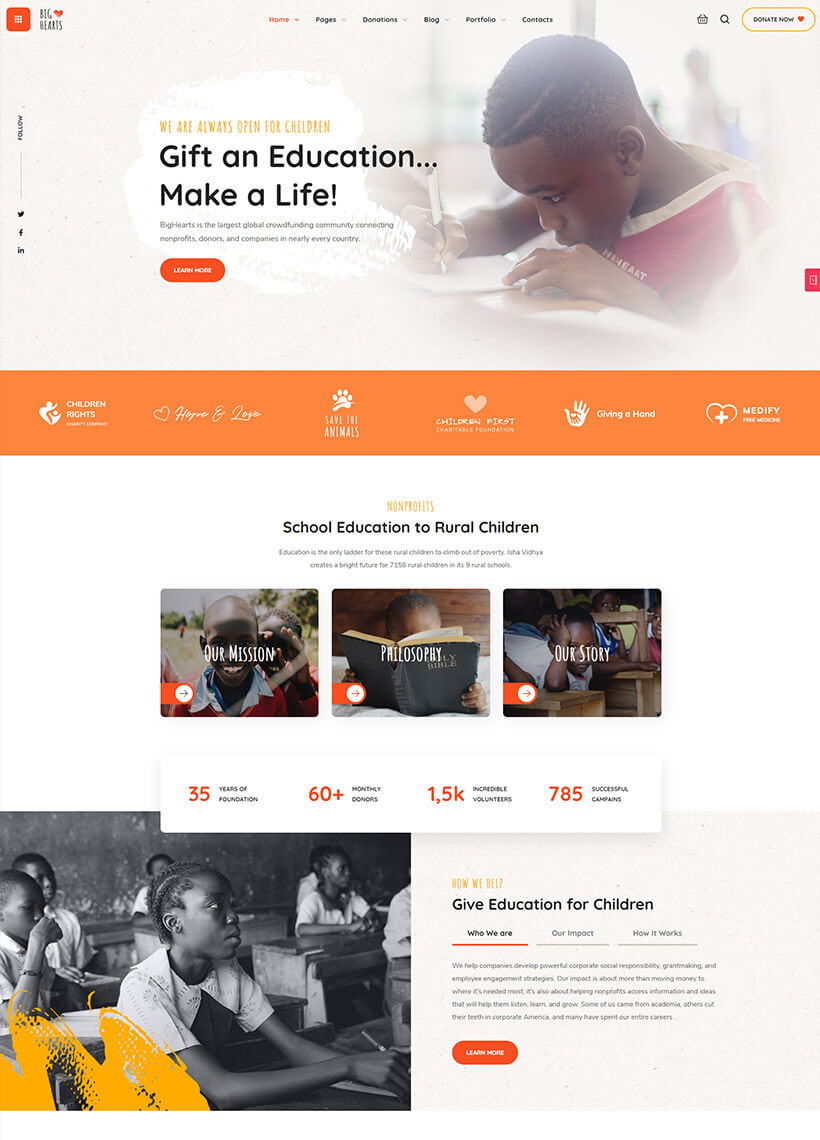 BIG
HEARTS
Home
Pages
Donations
Blog
Portfolio
Contacts
DONATE NOW
FOLLOW
WE ARE ALWAYS OPEN FOR CHILDREN
Gift an Education...
Make a Life!
BigHearts is the largest global crowdfunding community connecting
nonprofits, donors, and companies in nearly every country.
LEARN MORE
CHILDREN
RIGHTS
CHARITY COMPANY
Hope & Love
SAVE THE
ANIMALS
CHILDREN FIRST
CHARITABLE FOUNDATION
Giving a Hand
MEDIFY
FREE MEDICINE
NONPROFITS
School Education to Rural Children
Education is the only ladder for these rural children to climb out of poverty. Isha Vidhya
creates a bright future for 7158 rural children in its 9 rural schools.
OUR MISSION
PHILOSOPHY
HOLY
BIBLE
OUR STORY
35 YEARS OF
FOUNDATION
60+ MONTHLY
DONORS
1,5k INCREDIBLE
VOLUNTEERS
785 SUCCESSFUL
CAMPAINS
HOW WE HELP
Give Education for Children
Who We are
Our Impact
How It Works
We help companies develop powerful corporate social responsibility, grantmaking, and
employee engagement strategies. Our impact is about more than moving money to
where it's needed most, it's also about helping nonprofits access information and ideas
that will help them listen, learn, and grow. Some of us came from academia, others cut
their teeth in corporate America, and many have spent our entire careers .
LEARN MORE